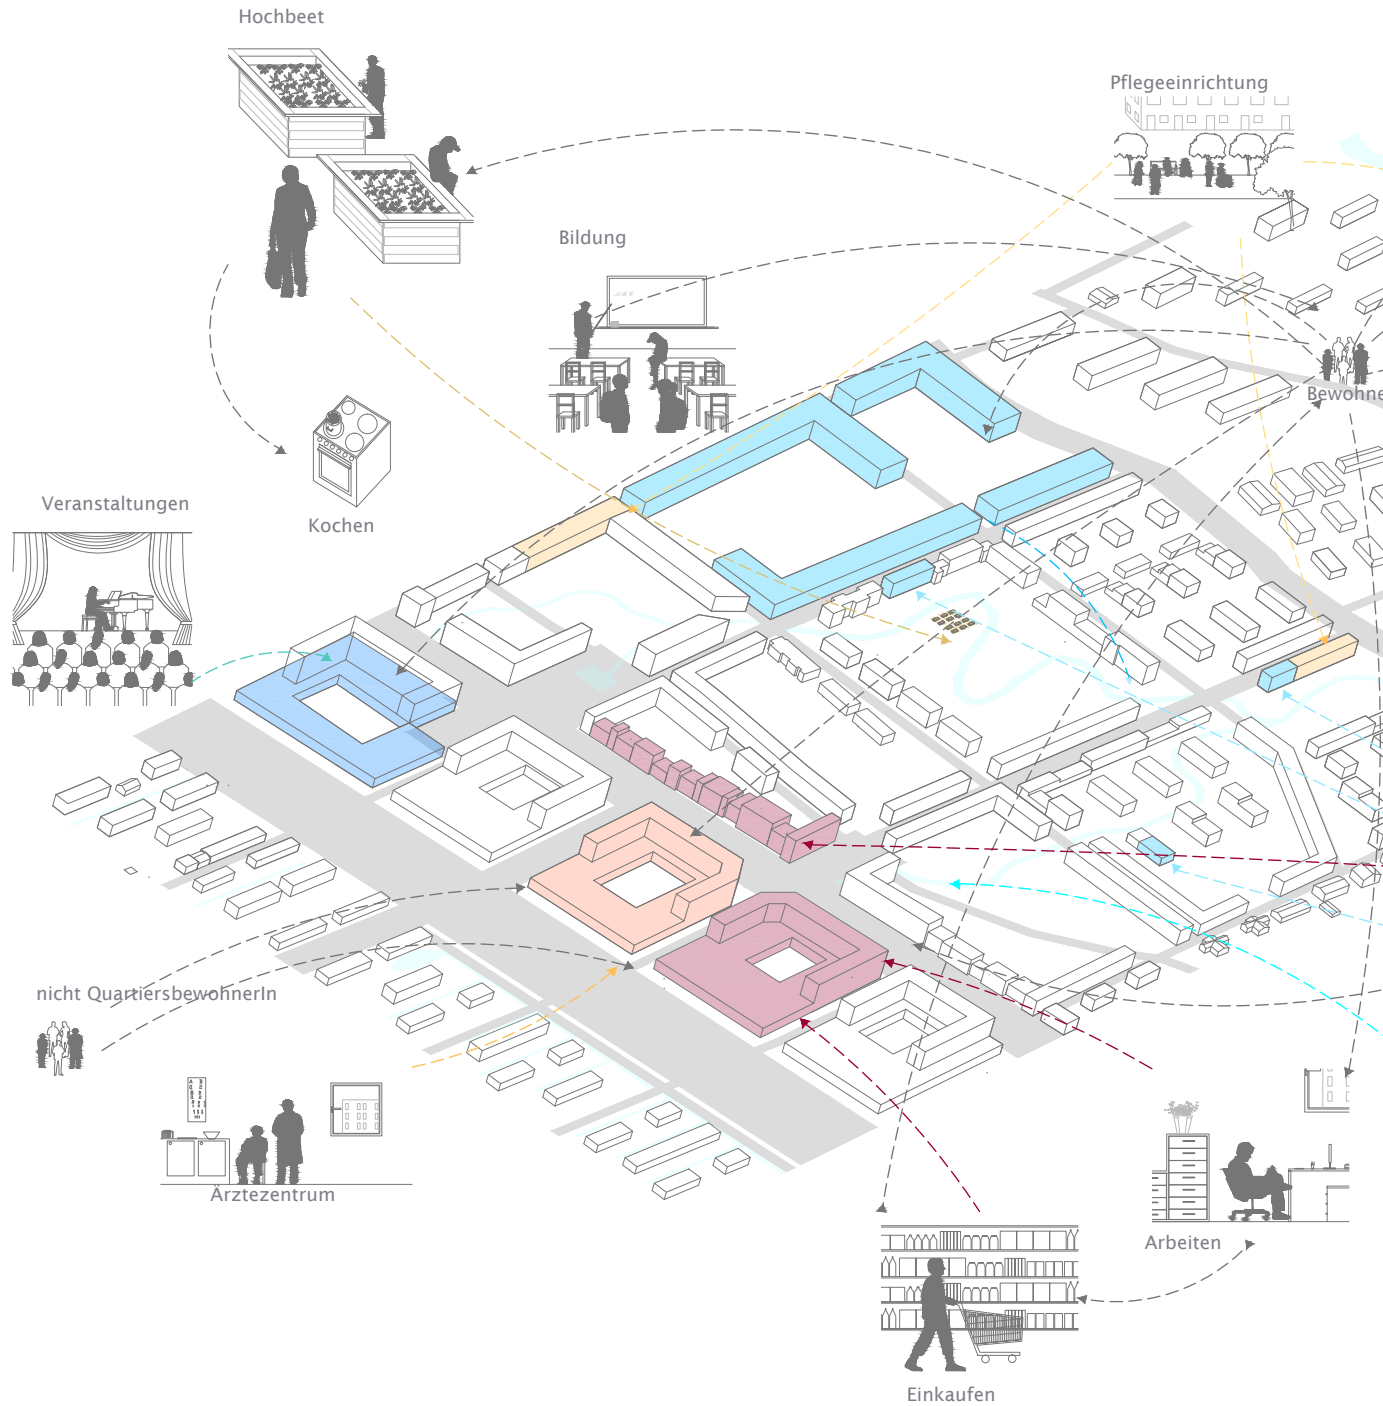 Hochbeet
Pflegeeinrichtung
Bildung
Bewohne
Veranstaltungen
Kochen
nicht QuartiersbewohnerIn
Ärztezentrum
Arbeiten
Einkaufen